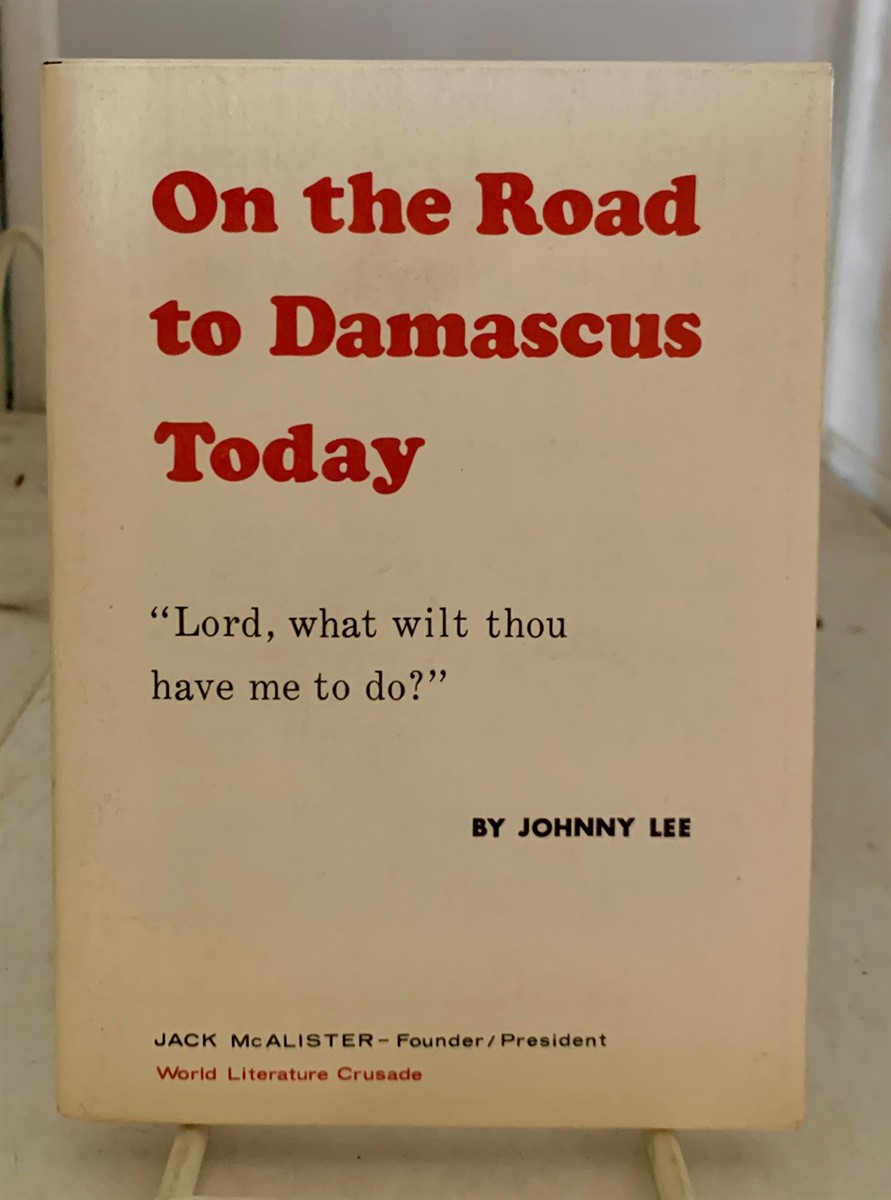 On the Road
to Damascus
Today
“Lord, what wilt thou
have me to do?”
BY JOHNNY LEE
JACK McALISTER – Founder/President
World Literature Crusade